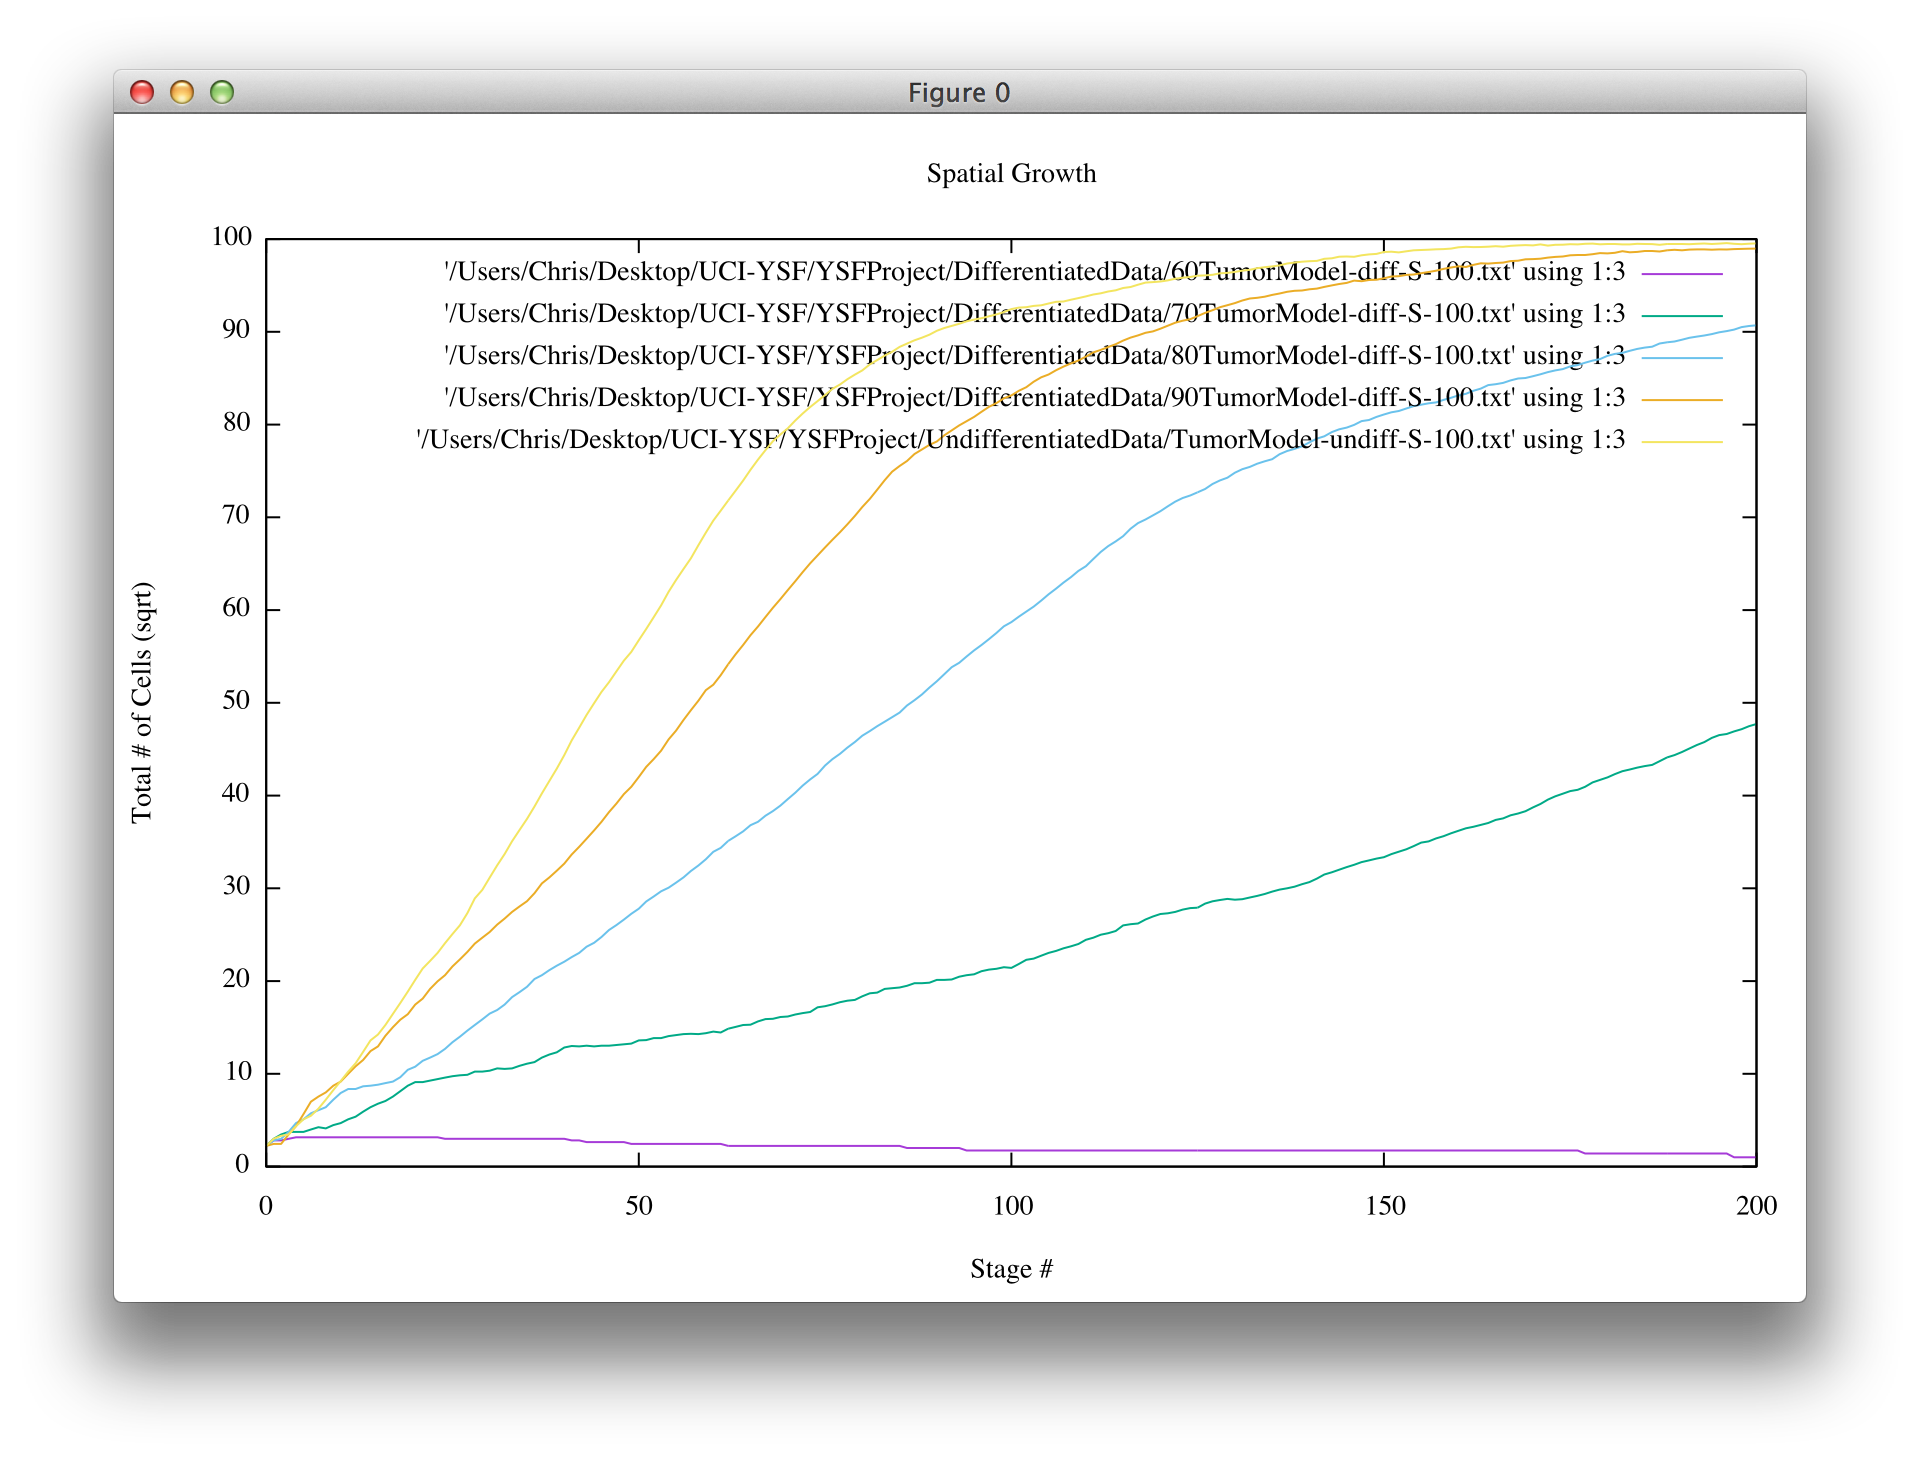 Figure 0
Spatial Growth
'/Users/Chris/Desktop/UCI-YSF/YSFProject/DifferentiatedData/60TumorModel-diff-S-100.txt' using 1:3
'/Users/Chris/Desktop/UCI-YSF/YSFProject/DifferentiatedData/70TumorModel-diff-S-100.txt' using 1:3
'/Users/Chris/Desktop/UCI-YSF/YSFProject/DifferentiatedData/80TumorModel-diff-S-100.txt' using 1:3
'/Users/Chris/Desktop/UCI-YSF/YSFProject/DifferentiatedData/90TumorModel-diff-S-100.txt' using 1:3
'/Users/Chris/Desktop/UCI-YSF/YSFProject/UndifferentiatedData/TumorModel-undiff-S-100.txt' using 1:3
100
90
80
70
60
50
40
30
20
10
0
Total # of Cells (sqrt)
0 50 100 150 200
Stage #